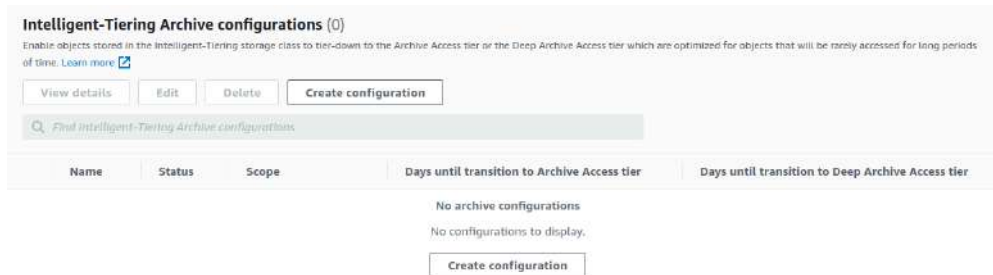 Intelligent-Tiering Archive configurations (0)
Enable objects stored in the Intelligent-Tiering storage class to tier-down to the Archive Access tier or the Deep Archive Access tier which are optimized for objects that will be rarely accessed for long periods
of time. Learn more
View details Edit Delete Create configuration
Find Intelligent-Tiering Archive configurations
Name Status Scope Days until transition to Archive Access tier Days until transition to Deep Archive Access tier
No archive configurations
No configurations to display.
Create configuration